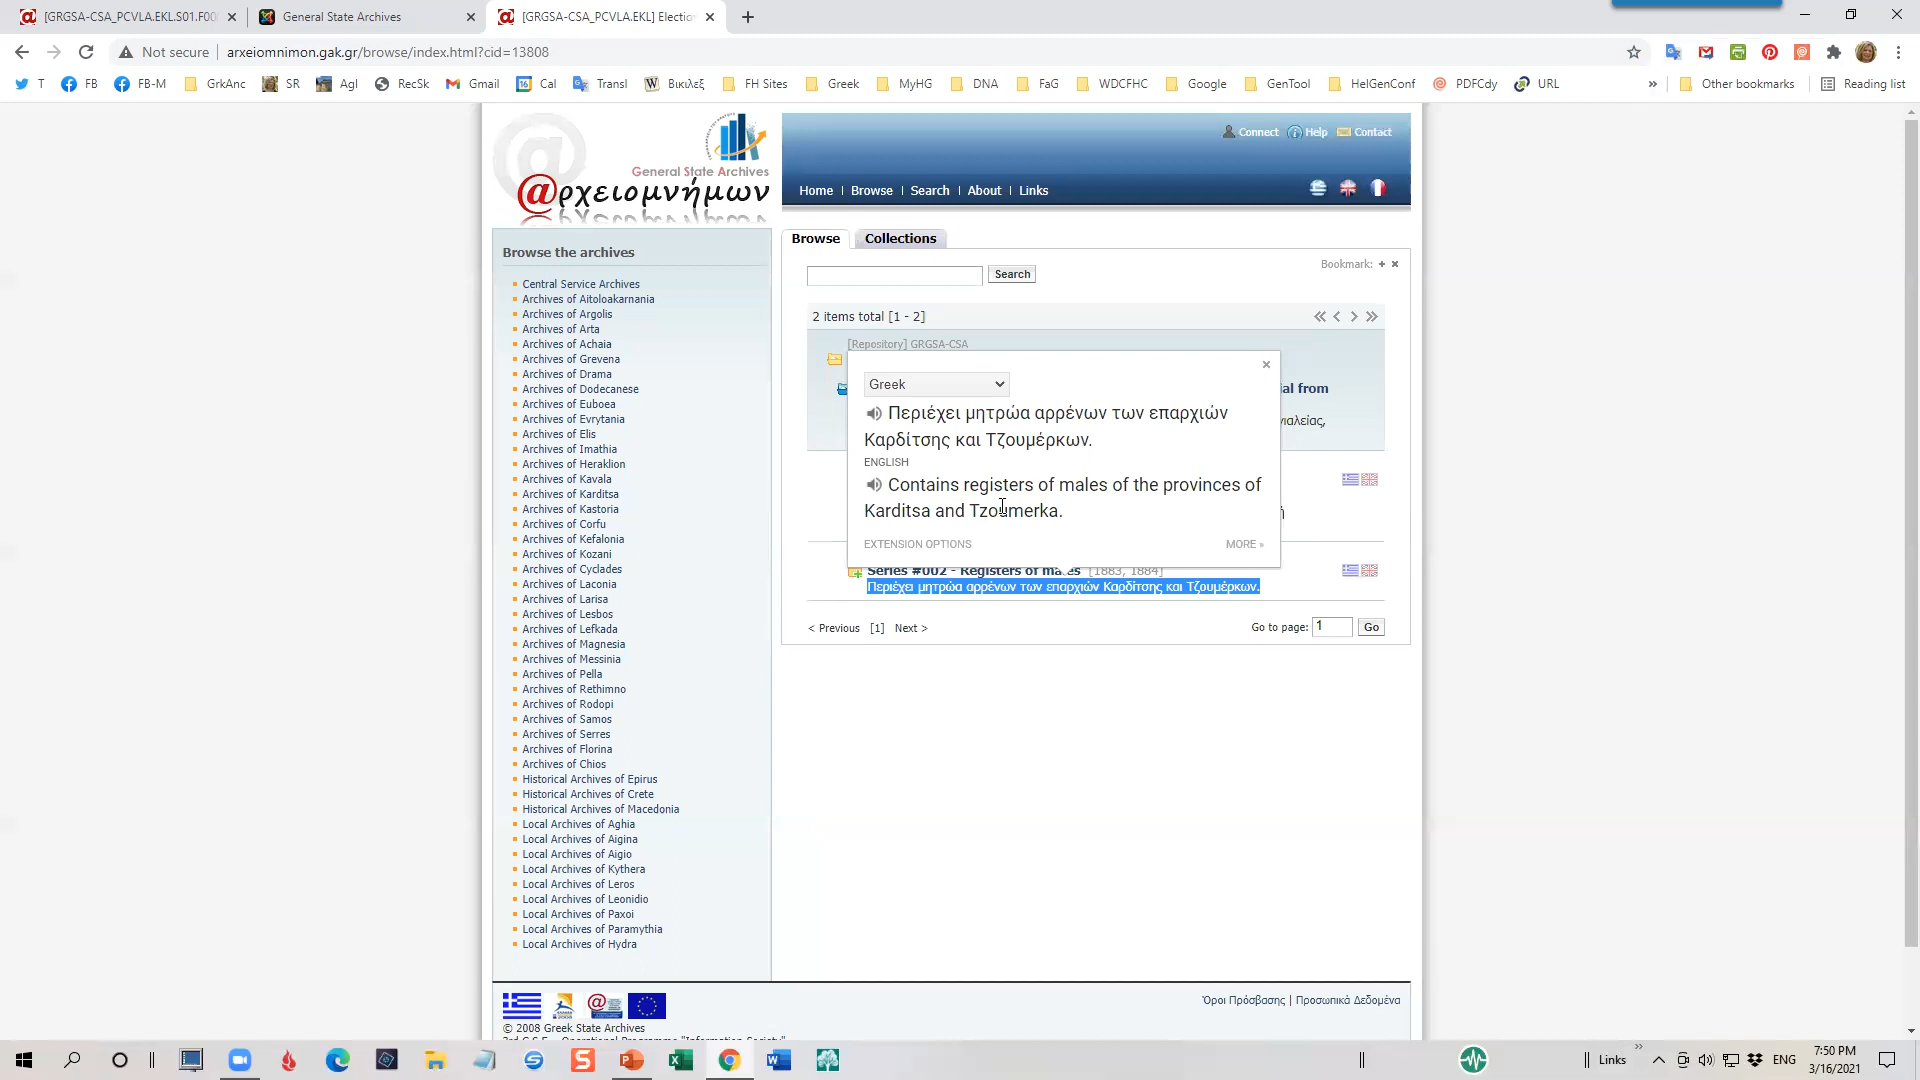 [GRGSA-CSA_PCVLA.EKL.S01.F00
General State Archives
[GRGSA-CSA_PCVLA.EKL] Electio
Not secure
arxeiomnimon.gak.gr/browse/index.html?cid=13808
T
FB
FB-M
GrkAnc
SR
Agl
RecSk
Gmail
Cal
Transl
Βικιλεξ
FH Sites
Greek
MyHG
DNA
FaG
WDCFHC
Google
GenTool
HelGenConf
PDFCdy
URL
»
Other bookmarks
Reading list
General State Archives
@ρχειομνήμων
Connect
Help
Contact
Home | Browse | Search | About | Links
Browse the archives
Central Service Archives
Archives of Aitoloakarnania
Archives of Argolis
Archives of Arta
Archives of Achaia
Archives of Grevena
Archives of Drama
Archives of Dodecanese
Archives of Euboea
Archives of Evrytania
Archives of Elis
Archives of Imathia
Archives of Heraklion
Archives of Kavala
Archives of Karditsa
Archives of Kastoria
Archives of Corfu
Archives of Kefalonia
Archives of Kozani
Archives of Cyclades
Archives of Laconia
Archives of Larisa
Archives of Lesbos
Archives of Lefkada
Archives of Magnesia
Archives of Messinia
Archives of Pella
Archives of Rethimno
Archives of Rodopi
Archives of Samos
Archives of Serres
Archives of Florina
Archives of Chios
Historical Archives of Epirus
Historical Archives of Crete
Historical Archives of Macedonia
Local Archives of Aghia
Local Archives of Aigina
Local Archives of Aigio
Local Archives of Kythera
Local Archives of Leros
Local Archives of Leonidio
Local Archives of Paxoi
Local Archives of Paramythia
Local Archives of Hydra
Browse
Collections
Bookmark:
Search
2 items total [1 - 2]
[Repository] GRGSA-CSA
ial from
Greek
Περιέχει μητρώα αρρένων των επαρχιών
Καρδίτσης και Τζουμέρκων.
ENGLISH
Contains registers of males of the provinces of
Karditsa and Tzoumerka.
EXTENSION OPTIONS
MORE »
Series #002 - Registers of males [1883, 1884]
Περιέχει μητρώα αρρένων των επαρχιών Καρδίτσης και Τζουμέρκων.
< Previous [1] Next >
Go to page: 1 Go
Όροι Πρόσβασης | Προσωπικά Δεδομένα
© 2008 Greek State Archives
3rd C.S.F. - Operational Programme "Information Society"
Links
ENG
7:50 PM
3/16/2021